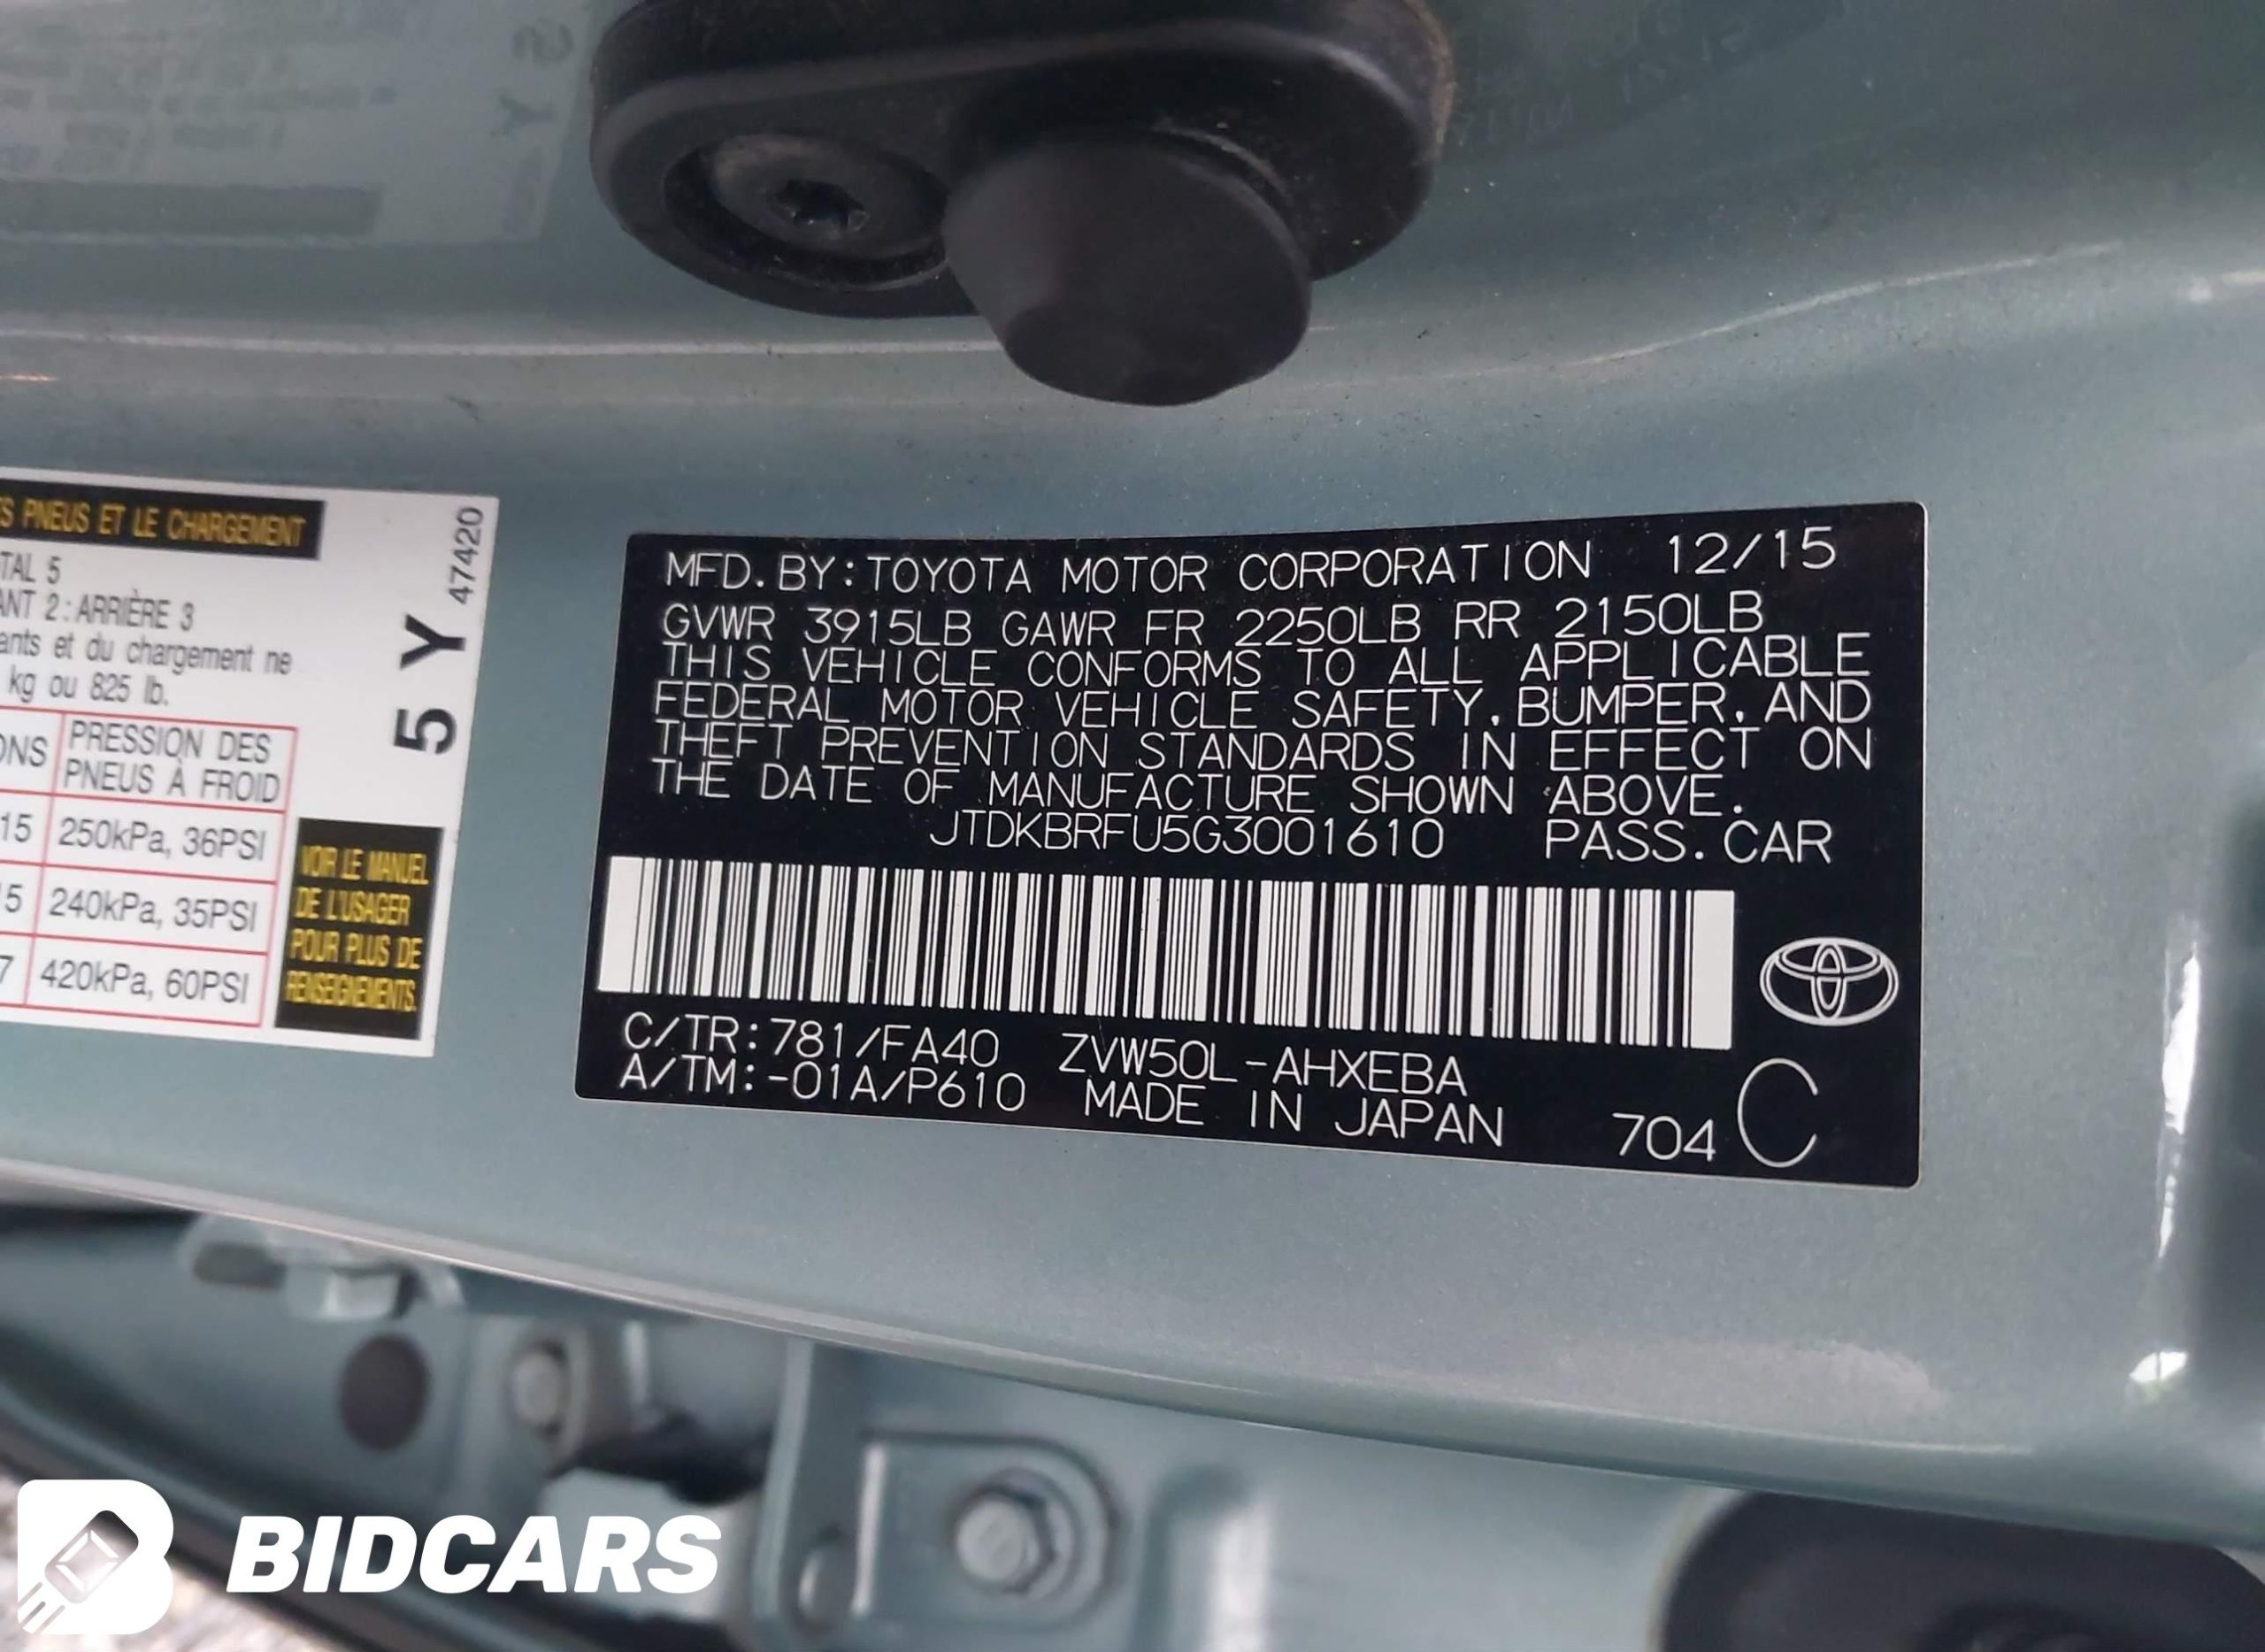 S PNEUS ET LE CHARGEMENT
TAL 5
ANT 2 : ARRIÈRE 3
ants et du chargement ne
kg ou 825 lb.
ONS PRESSION DES
PNEUS À FROID
15 250kPa, 36PSI
5 240kPa, 35PSI
7 420kPa, 60PSI
VOIR LE MANUEL
DE L'USAGER
POUR PLUS DE
RENSEIGNEMENTS.
5 Y 47420
MFD. BY: TOYOTA MOTOR CORPORATION 12/15
GVWR 3915LB GAWR FR 2250LB RR 2150LB
THIS VEHICLE CONFORMS TO ALL APPLICABLE
FEDERAL MOTOR VEHICLE SAFETY, BUMPER, AND
THEFT PREVENTION STANDARDS IN EFFECT ON
THE DATE OF MANUFACTURE SHOWN ABOVE.
JTDKBRFU5G3001610 PASS. CAR
C/TR: 781/FA40 ZVW50L-AHXEBA
A/TM: -01A/P610 MADE IN JAPAN 704 C
BIDCARS